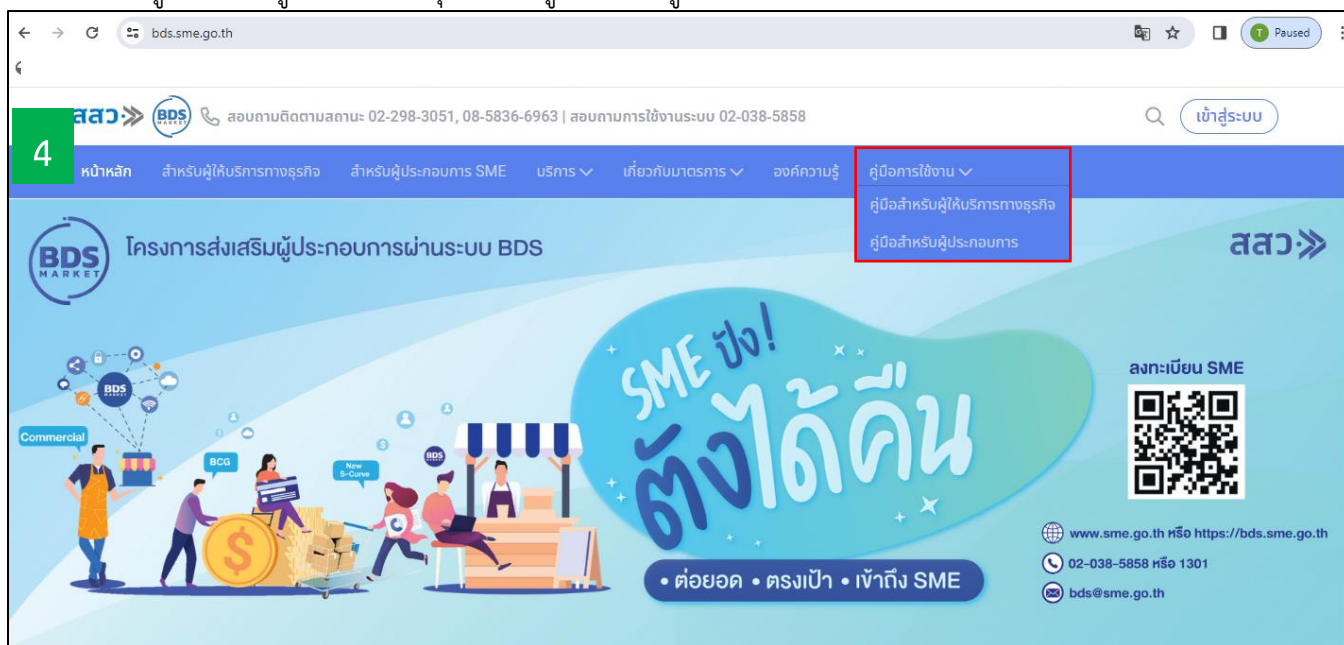 bds.sme.go.th
T Paused
สสว
BDS MARKET
สอบถามติดตามสถานะ 02-298-3051, 08-5836-6963 | สอบถามการใช้งานระบบ 02-038-5858
เข้าสู่ระบบ
4
หน้าหลัก สำหรับผู้ให้บริการทางธุรกิจ สำหรับผู้ประกอบการ SME บริการ เกี่ยวกับมาตรการ องค์ความรู้ คู่มือการใช้งาน
คู่มือสำหรับผู้ให้บริการทางธุรกิจ
คู่มือสำหรับผู้ประกอบการ
BDS
MARKET
โครงการส่งเสริมผู้ประกอบการผ่านระบบ BDS
สสว
SME ปัง!
ตังได้คืน
• ต่อยอด • ตรงเป้า • เข้าถึง SME
BDS
MARKET
Commercial
BCG
New
S-Curve
BDS
ลงทะเบียน SME
www.sme.go.th หรือ https://bds.sme.go.th
02-038-5858 หรือ 1301
bds@sme.go.th